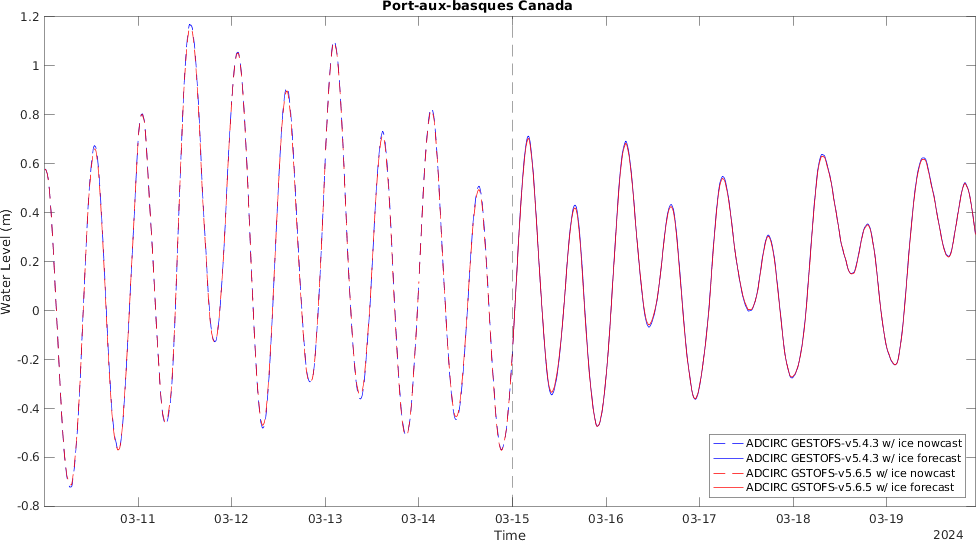 Port-aux-basques Canada
1.2
1
0.8
0.6
0.4
0.2
0
-0.2
-0.4
-0.6
-0.8
Water Level (m)
ADCIRC GESTOFS-v5.4.3 w/ ice nowcast
ADCIRC GESTOFS-v5.4.3 w/ ice forecast
ADCIRC GSTOFS-v5.6.5 w/ ice nowcast
ADCIRC GSTOFS-v5.6.5 w/ ice forecast
03-11 03-12 03-13 03-14 03-15 03-16 03-17 03-18 03-19
Time
2024